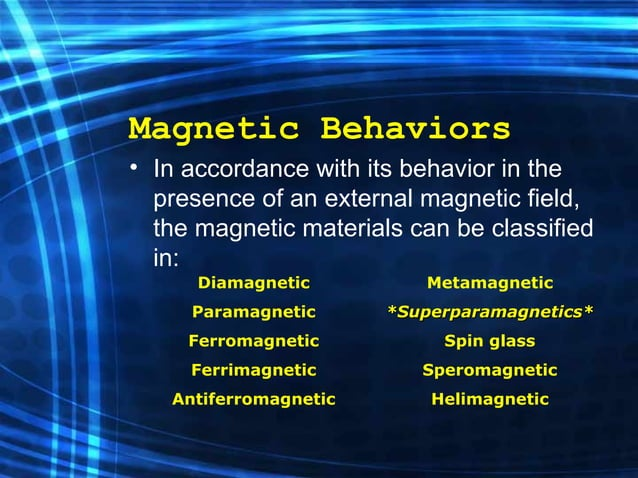 Magnetic Behaviors
• In accordance with its behavior in the
presence of an external magnetic field,
the magnetic materials can be classified
in:
Diamagnetic
Paramagnetic
Ferromagnetic
Ferrimagnetic
Antiferromagnetic
Metamagnetic
*Superparamagnetics*
Spin glass
Speromagnetic
Helimagnetic